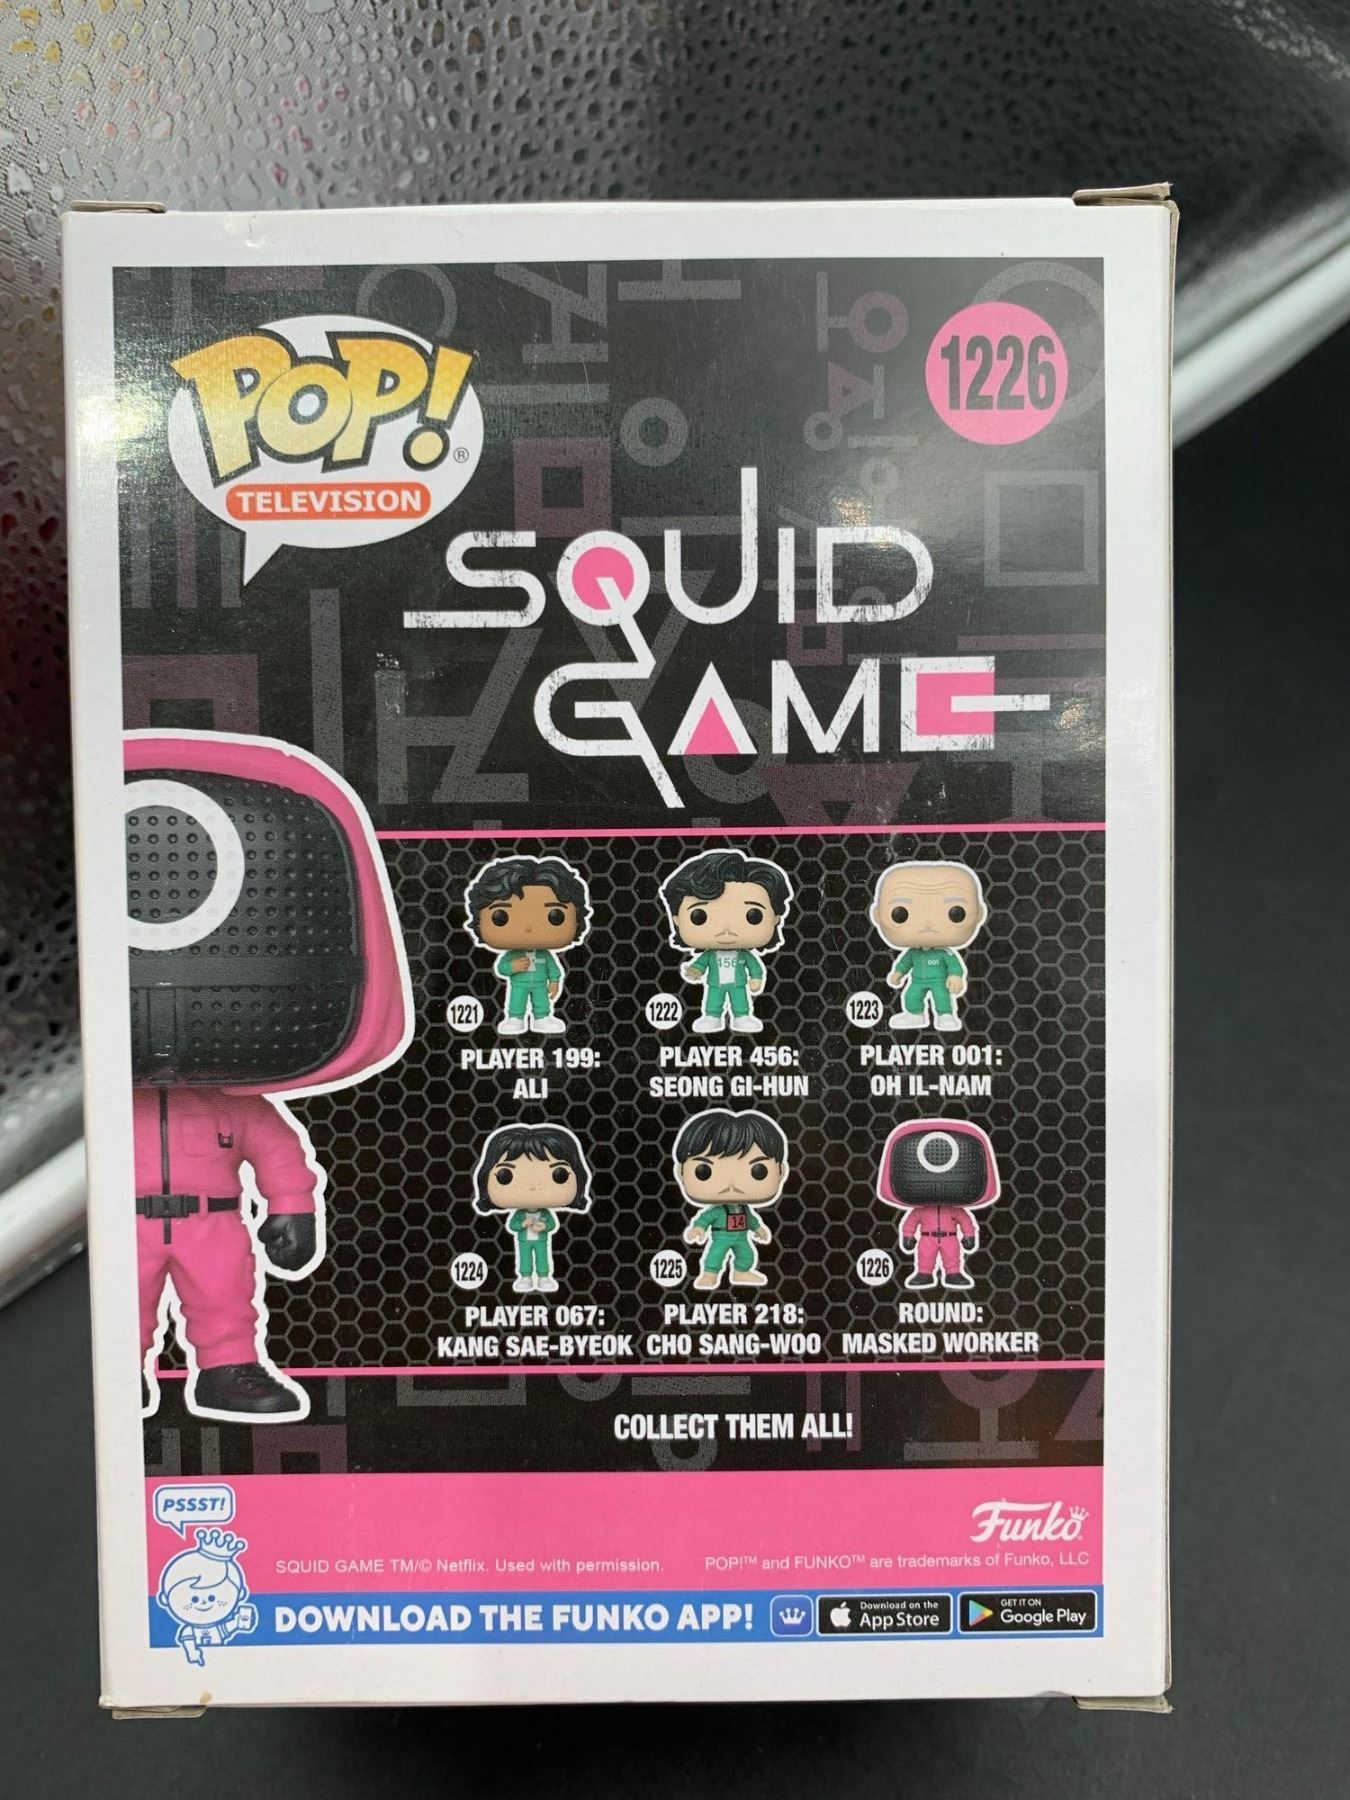 POP!®
TELEVISION
1226
SQUID
GAME
456
001
1221
1222
1223
PLAYER 199:
ALI
PLAYER 456:
SEONG GI-HUN
PLAYER 001:
OH IL-NAM
14
1224
1225
1226
PLAYER 067:
KANG SAE-BYEOK
PLAYER 218:
CHO SANG-WOO
ROUND:
MASKED WORKER
COLLECT THEM ALL!
PSSST!
Funko
SQUID GAME TM/© Netflix. Used with permission.
POP!™ and FUNKO™ are trademarks of Funko, LLC
DOWNLOAD THE FUNKO APP!
Download on the
App Store
GET IT ON
Google Play